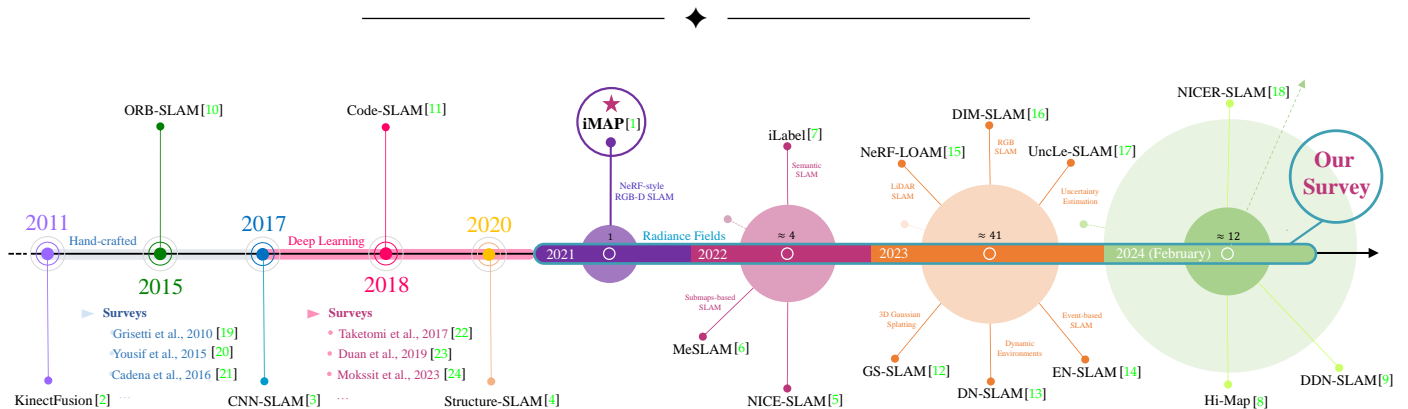 ORB-SLAM[10]
Code-SLAM[11]
2011
Hand-crafted
2015
2017
Deep Learning
2018
2020
Surveys
Grisetti et al., 2010 [19]
Yousif et al., 2015 [20]
Cadena et al., 2016 [21]
...
Surveys
Taketomi et al., 2017 [22]
Duan et al., 2019 [23]
Mokssit et al., 2023 [24]
...
KinectFusion[2]
CNN-SLAM[3]
Structure-SLAM[4]
iMAP[1]
NeRF-style
RGB-D SLAM
1
2021
Radiance Fields
iLabel[7]
Semantic
SLAM
≈ 4
2022
Submaps-based
SLAM
MeSLAM[6]
NICE-SLAM[5]
DIM-SLAM[16]
NeRF-LOAM[15]
RGB
SLAM
UncLe-SLAM[17]
LiDAR
SLAM
Uncertainty
Estimation
≈ 41
2023
3D Gaussian
Splatting
Event-based
SLAM
Dynamic
Environments
GS-SLAM[12]
DN-SLAM[13]
EN-SLAM[14]
NICER-SLAM[18]
Our
Survey
≈ 12
2024 (February)
Hi-Map[8]
DDN-SLAM[9]